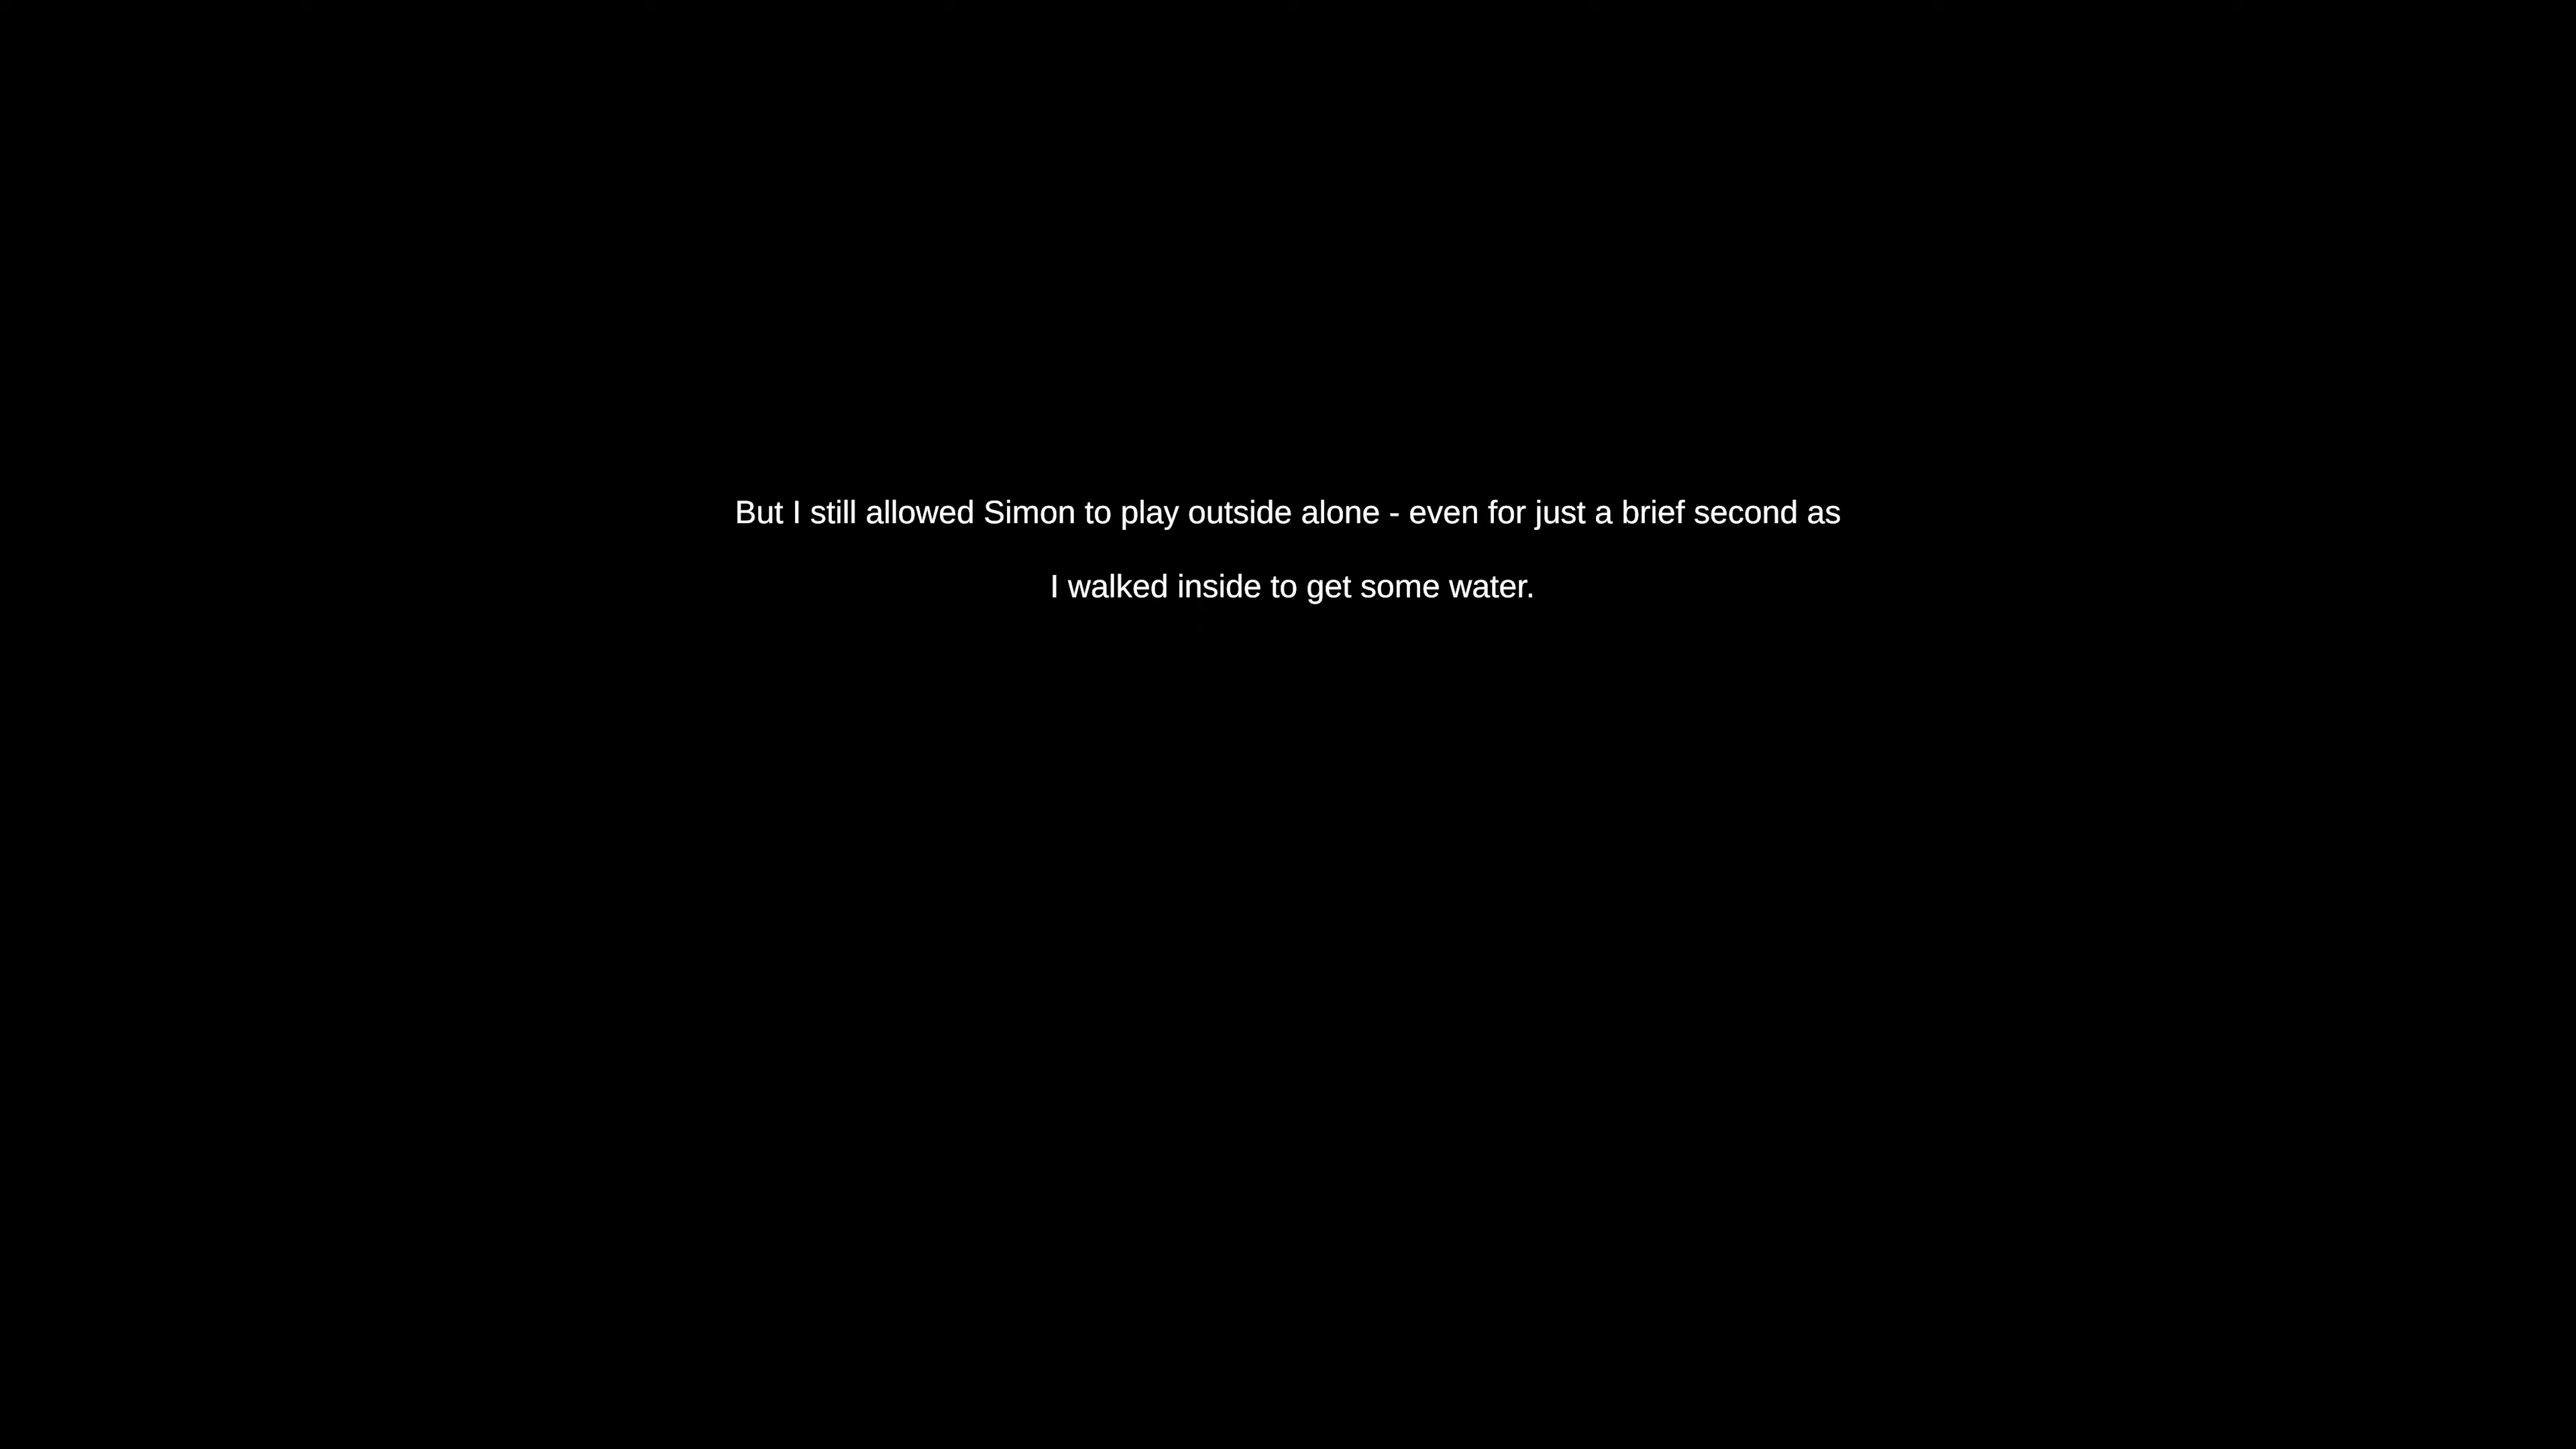 But I still allowed Simon to play outside alone - even for just a brief second as
I walked inside to get some water.